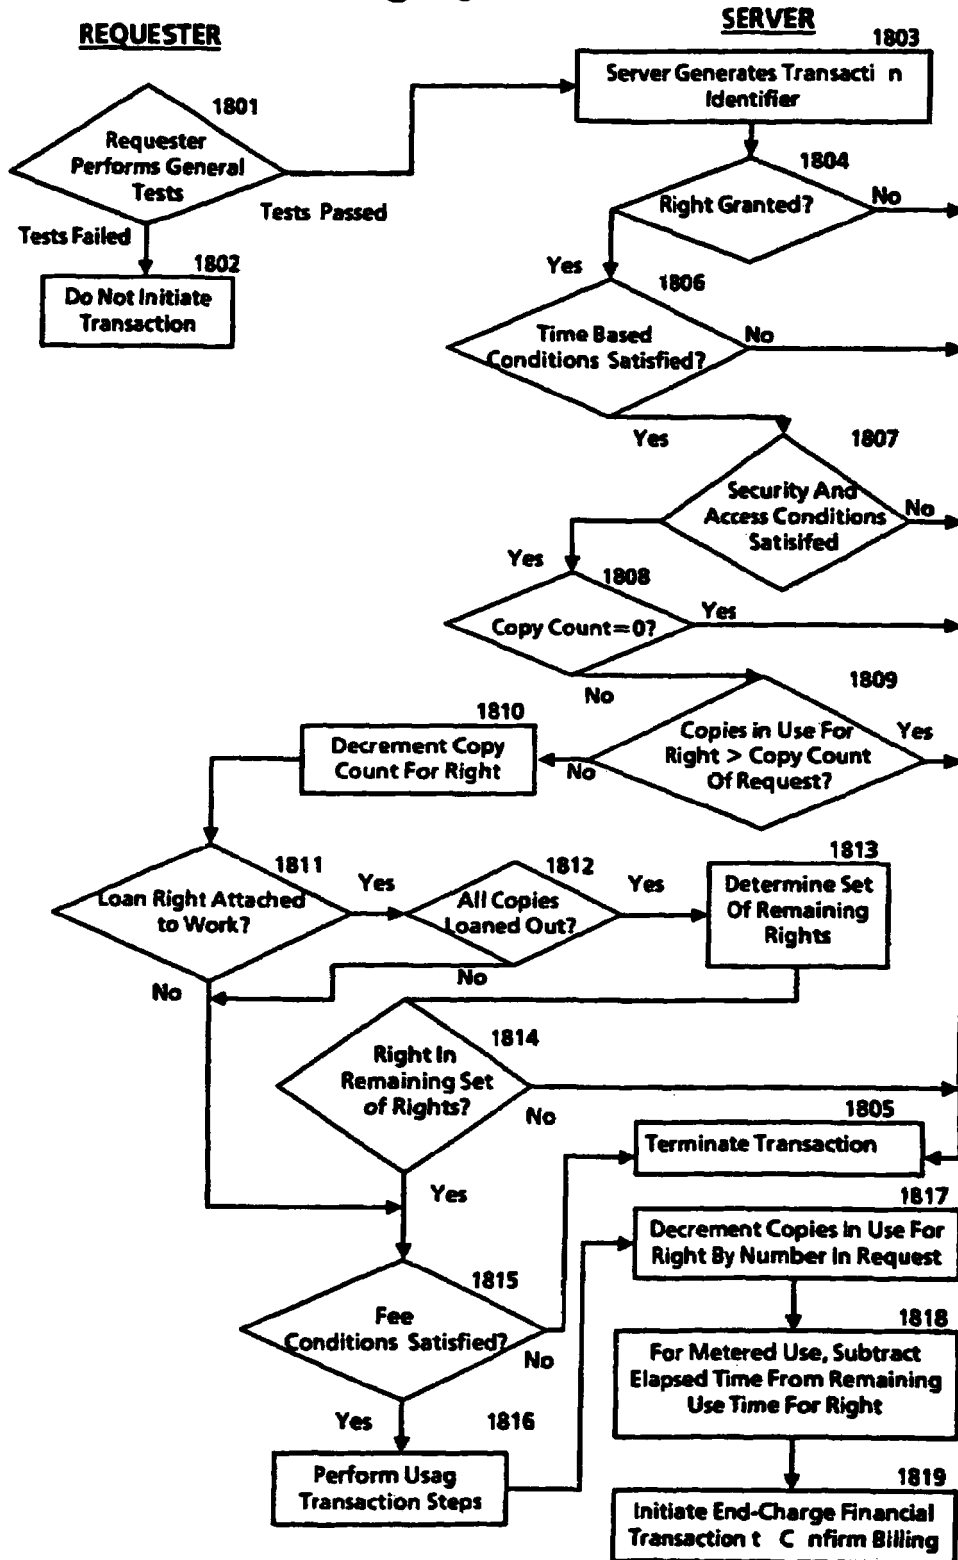 REQUESTER
SERVER
1803
Server Generates Transacti n
Identifier
1801
Requester
Performs General
Tests
Tests Passed
Tests Failed
1802
Do Not Initiate
Transaction
1804
Right Granted?
No
Yes
1806
Time Based
Conditions Satisfied?
No
Yes
1807
Security And
Access Conditions
Satisifed
No
Yes
1808
Copy Count=0?
Yes
No
1809
Copies in Use For
Right > Copy Count
Of Request?
Yes
No
1810
Decrement Copy
Count For Right
1811
Loan Right Attached
to Work?
Yes
No
1812
All Copies
Loaned Out?
Yes
No
1813
Determine Set
Of Remaining
Rights
1814
Right In
Remaining Set
of Rights?
No
Yes
1805
Terminate Transaction
1817
Decrement Copies In Use For
Right By Number In Request
1815
Fee
Conditions Satisfied?
No
Yes
1818
For Metered Use, Subtract
Elapsed Time From Remaining
Use Time For Right
1816
Perform Usag
Transaction Steps
1819
Initiate End-Charge Financial
Transaction t C nfirm Billing